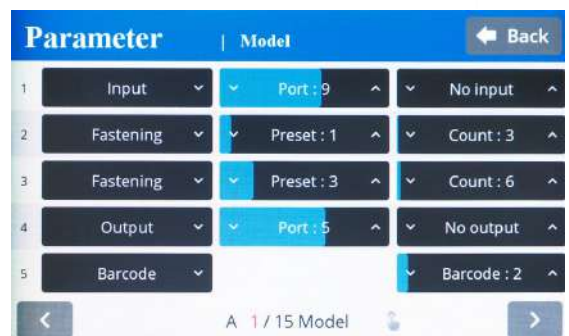 Parameter | Model Back
1 Input Port : 9 No input
2 Fastening Preset : 1 Count : 3
3 Fastening Preset : 3 Count : 6
4 Output Port : 5 No output
5 Barcode Barcode : 2
A 1 / 15 Model